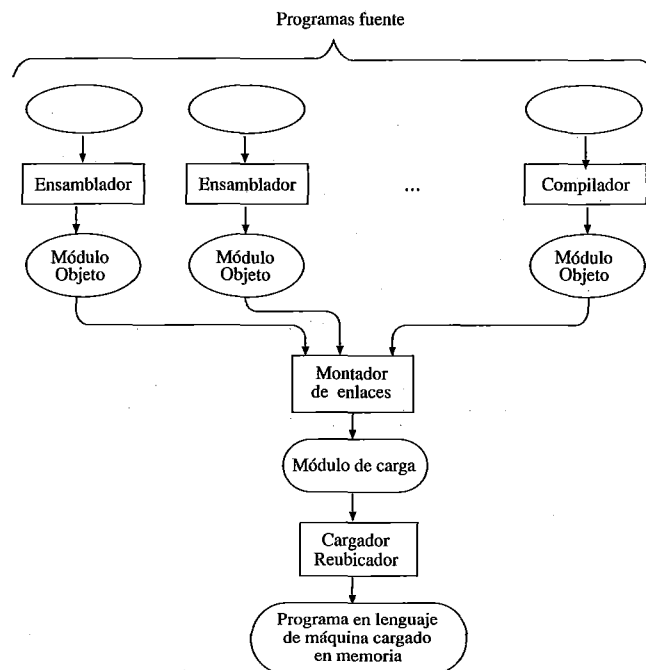 Programas fuente
Ensamblador
Ensamblador
...
Compilador
Módulo
Objeto
Módulo
Objeto
Módulo
Objeto
Montador
de enlaces
Módulo de carga
Cargador
Reubicador
Programa en lenguaje
de máquina cargado
en memoria